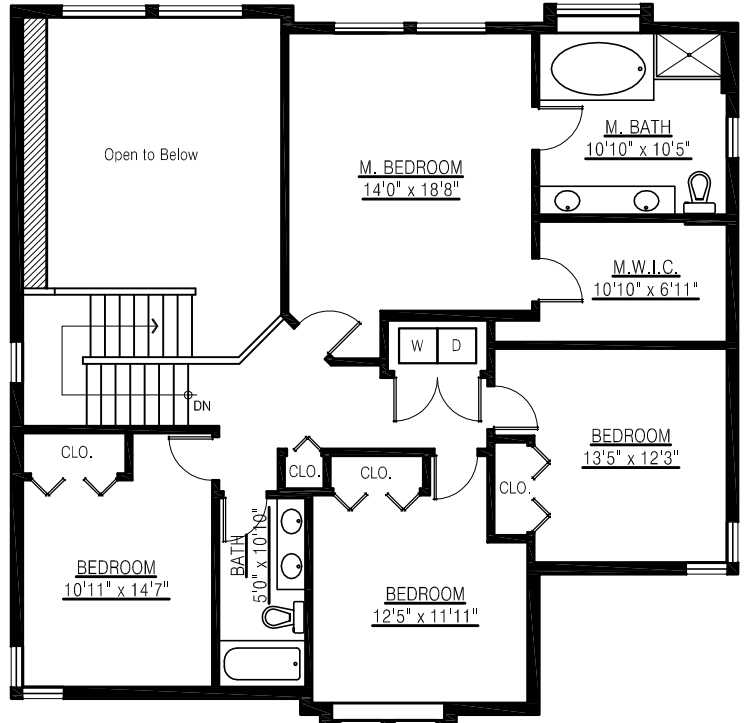 Open to Below
M. BEDROOM
14'0" x 18'8"
M. BATH
10'10" x 10'5"
M.W.I.C.
10'10" x 6'11"
W
D
DN
CLO.
CLO.
CLO.
CLO.
BEDROOM
13'5" x 12'3"
BEDROOM
10'11" x 14'7"
BATH
5'0" x 10'10"
BEDROOM
12'5" x 11'11"